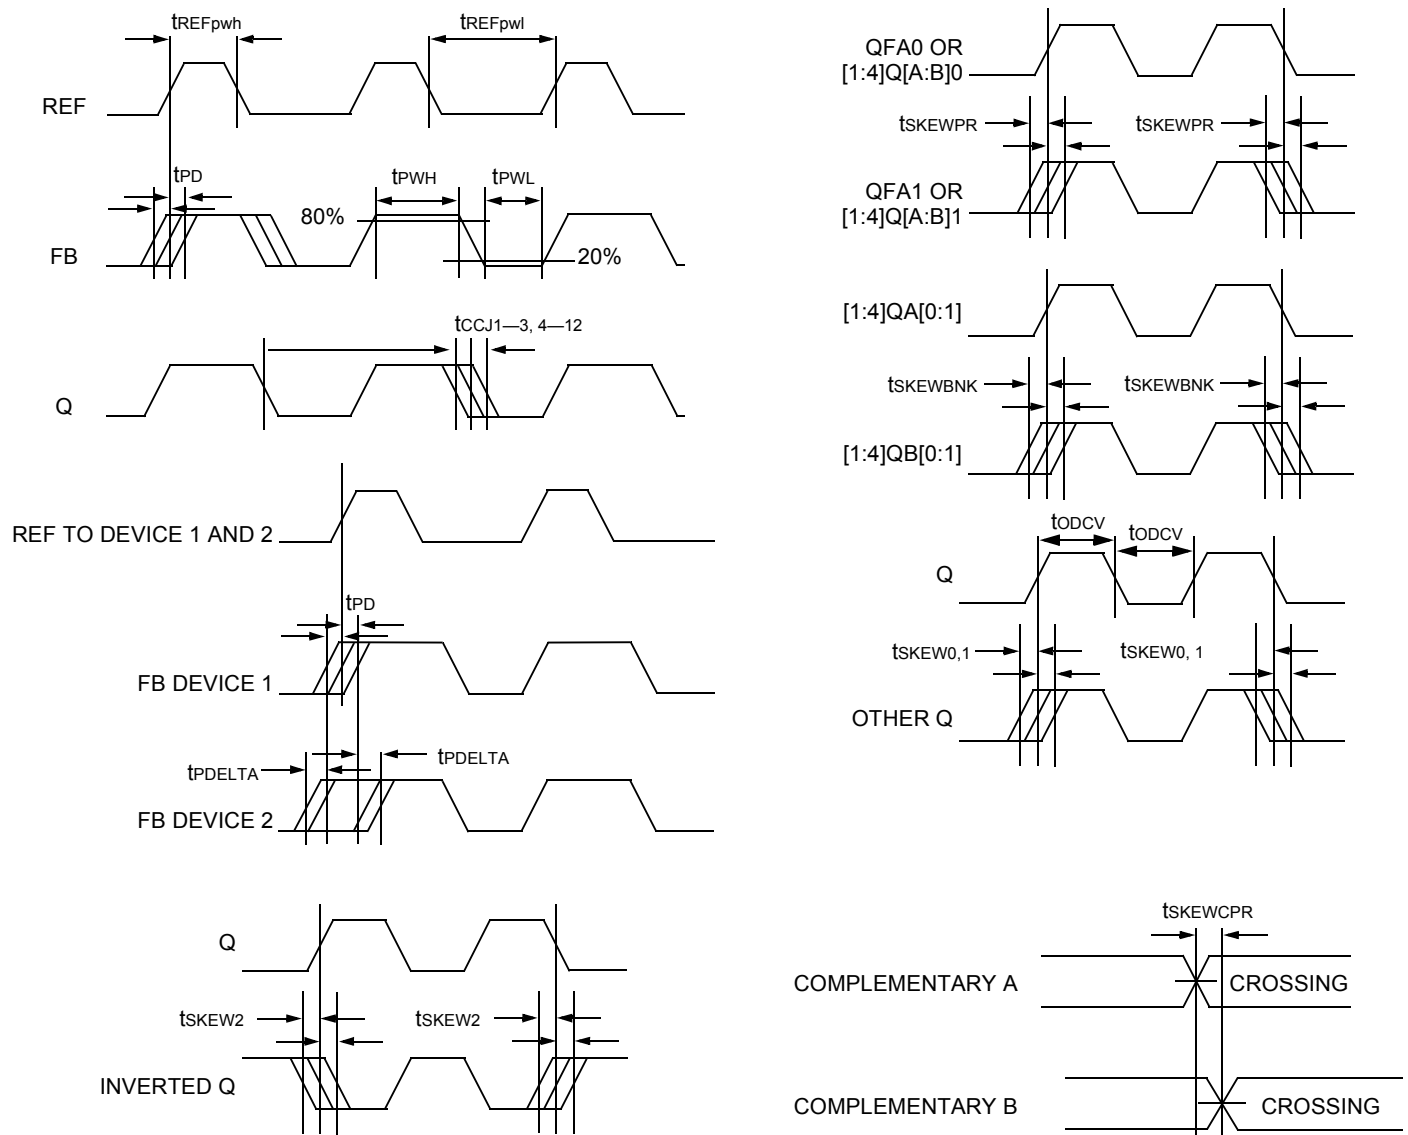 tREFpwh
tREFpwl
REF
tPD
tPWH
tPWL
80%
FB
20%
tCCJ1—3, 4—12
Q
REF TO DEVICE 1 AND 2
tPD
FB DEVICE 1
tPDELTA
tPDELTA
FB DEVICE 2
Q
tSKEW2
tSKEW2
INVERTED Q
QFA0 OR
[1:4]Q[A:B]0
tSKEWPR
tSKEWPR
QFA1 OR
[1:4]Q[A:B]1
[1:4]QA[0:1]
tSKEWBNK
tSKEWBNK
[1:4]QB[0:1]
tODCV
tODCV
Q
tSKEW0,1
tSKEW0, 1
OTHER Q
tSKEWCPR
COMPLEMENTARY A
CROSSING
COMPLEMENTARY B
CROSSING